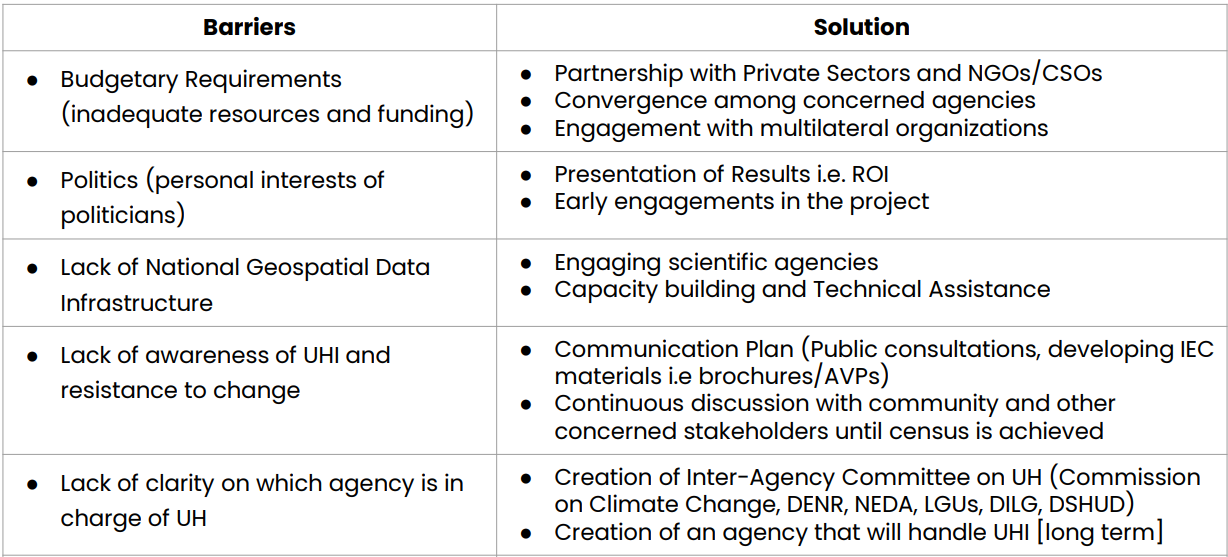 Barriers
Solution
● Budgetary Requirements
(inadequate resources and funding)
● Partnership with Private Sectors and NGOs/CSOs
● Convergence among concerned agencies
● Engagement with multilateral organizations
● Politics (personal interests of
politicians)
● Presentation of Results i.e. ROI
● Early engagements in the project
● Lack of National Geospatial Data
Infrastructure
● Engaging scientific agencies
● Capacity building and Technical Assistance
● Lack of awareness of UHI and
resistance to change
● Communication Plan (Public consultations, developing IEC
materials i.e brochures/AVPs)
● Continuous discussion with community and other
concerned stakeholders until census is achieved
● Lack of clarity on which agency is in
charge of UH
● Creation of Inter-Agency Committee on UH (Commission
on Climate Change, DENR, NEDA, LGUs, DILG, DSHUD)
● Creation of an agency that will handle UHI [long term]